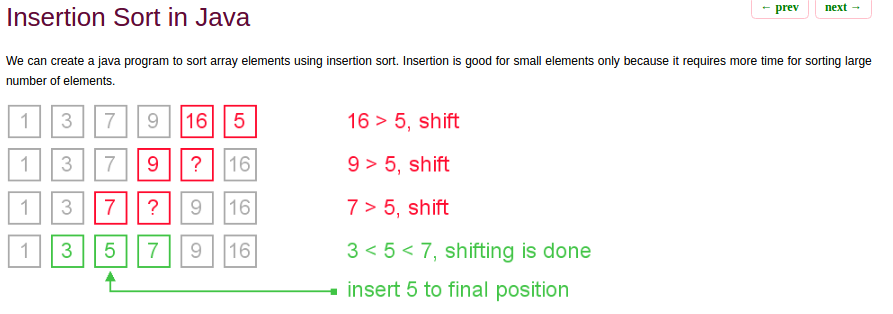 ← prev next →
Insertion Sort in Java
We can create a java program to sort array elements using insertion sort. Insertion is good for small elements only because it requires more time for sorting large
number of elements.
1 3 7 9 16 5 16 > 5, shift
1 3 7 9 ? 16 9 > 5, shift
1 3 7 ? 9 16 7 > 5, shift
1 3 5 7 9 16 3 < 5 < 7, shifting is done
insert 5 to final position